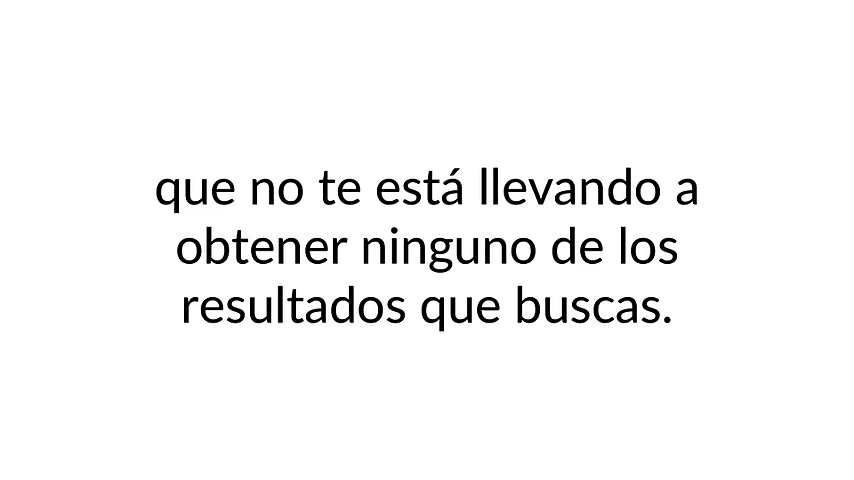 que no te está llevando a
obtener ninguno de los
resultados que buscas.